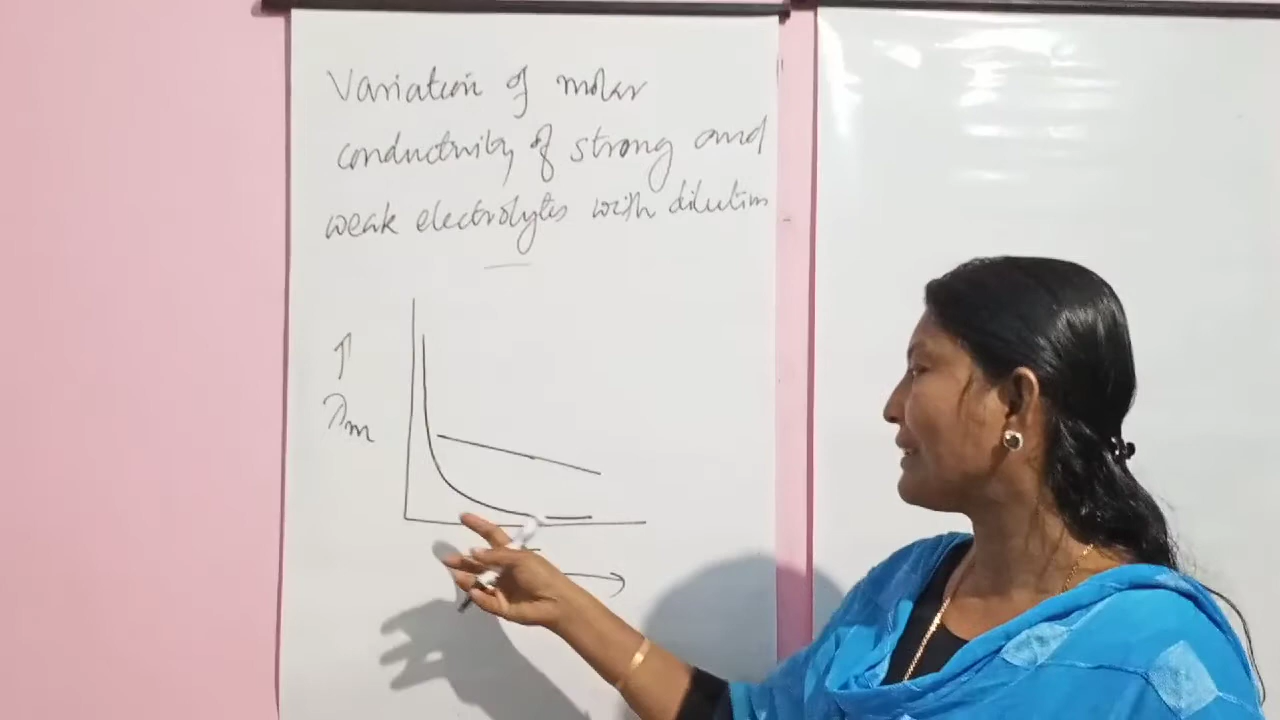 Variation of molar
conductivity of strong and
weak electrolytes with dilution
↑
λm